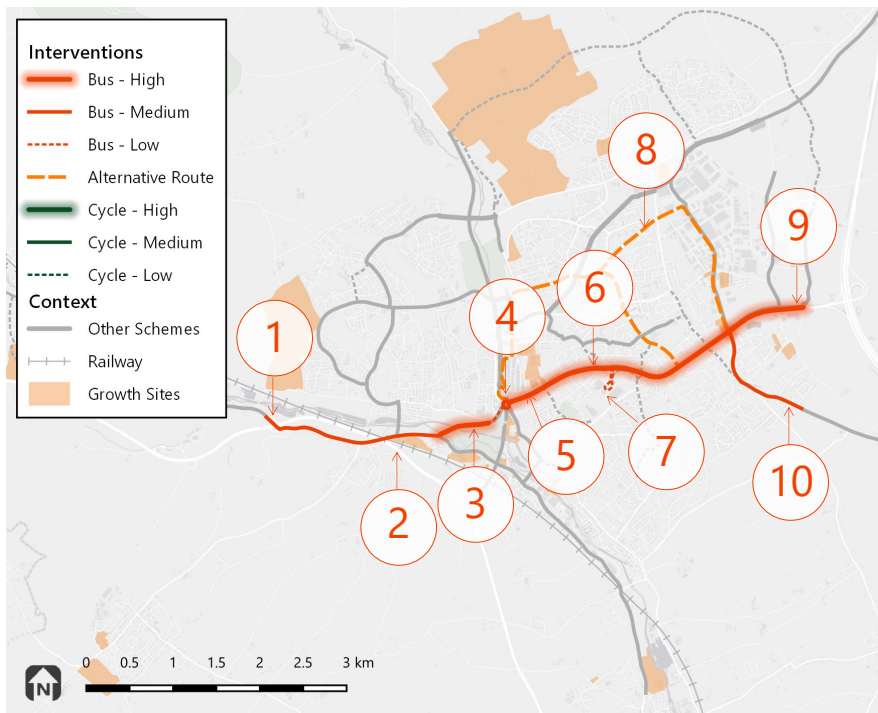 Interventions
Bus - High
Bus - Medium
Bus - Low
Alternative Route
Cycle - High
Cycle - Medium
Cycle - Low
Context
Other Schemes
Railway
Growth Sites
8
9
6
4
1
5
7
10
3
2
0 0.5 1 1.5 2 2.5 3 km
N